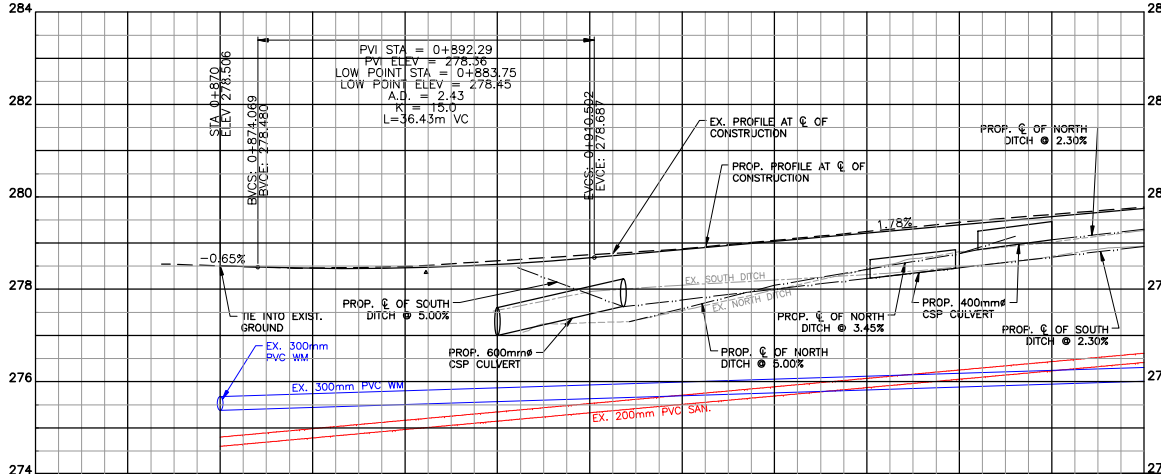 284
282
280
278
276
274
28
28
28
27
27
27
STA 0+870
ELEV 278.506
BVCS: 0+874.069
BVCE: 278.480
PVI STA = 0+892.29
PVI ELEV = 278.36
LOW POINT STA = 0+883.75
LOW POINT ELEV = 278.45
A.D. = 2.43
K = 15.0
L=36.43m VC
EVCS: 0+910.502
EVCE: 278.687
EX. PROFILE AT ℄ OF
CONSTRUCTION
PROP. PROFILE AT ℄ OF
CONSTRUCTION
PROP. ℄ OF NORTH
DITCH @ 2.30%
1.78%
-0.65%
TIE INTO EXIST.
GROUND
PROP. ℄ OF SOUTH
DITCH @ 5.00%
EX. SOUTH DITCH
EX. NORTH DITCH
PROP. ℄ OF NORTH
DITCH @ 3.45%
PROP. 400mmø
CSP CULVERT
PROP. ℄ OF SOUTH
DITCH @ 2.30%
EX. 300mm
PVC WM
PROP. 600mmø
CSP CULVERT
PROP. ℄ OF NORTH
DITCH @ 5.00%
EX. 300mm PVC WM
EX. 200mm PVC SAN.